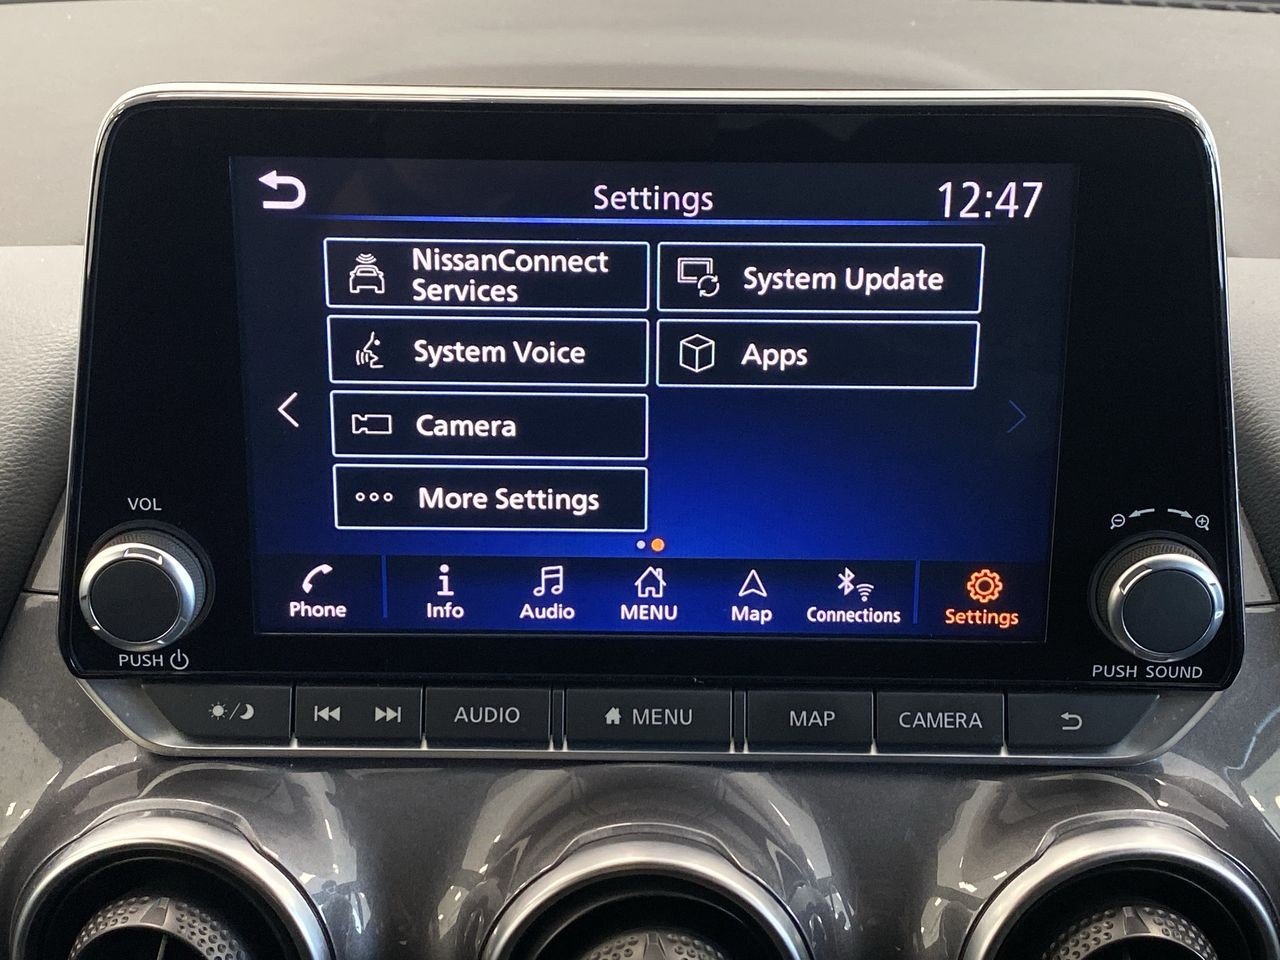 Settings
12:47
NissanConnect
Services
System Update
System Voice
Apps
Camera
More Settings
VOL
PUSH
Phone
Info
Audio
MENU
Map
Connections
Settings
PUSH SOUND
AUDIO
MENU
MAP
CAMERA